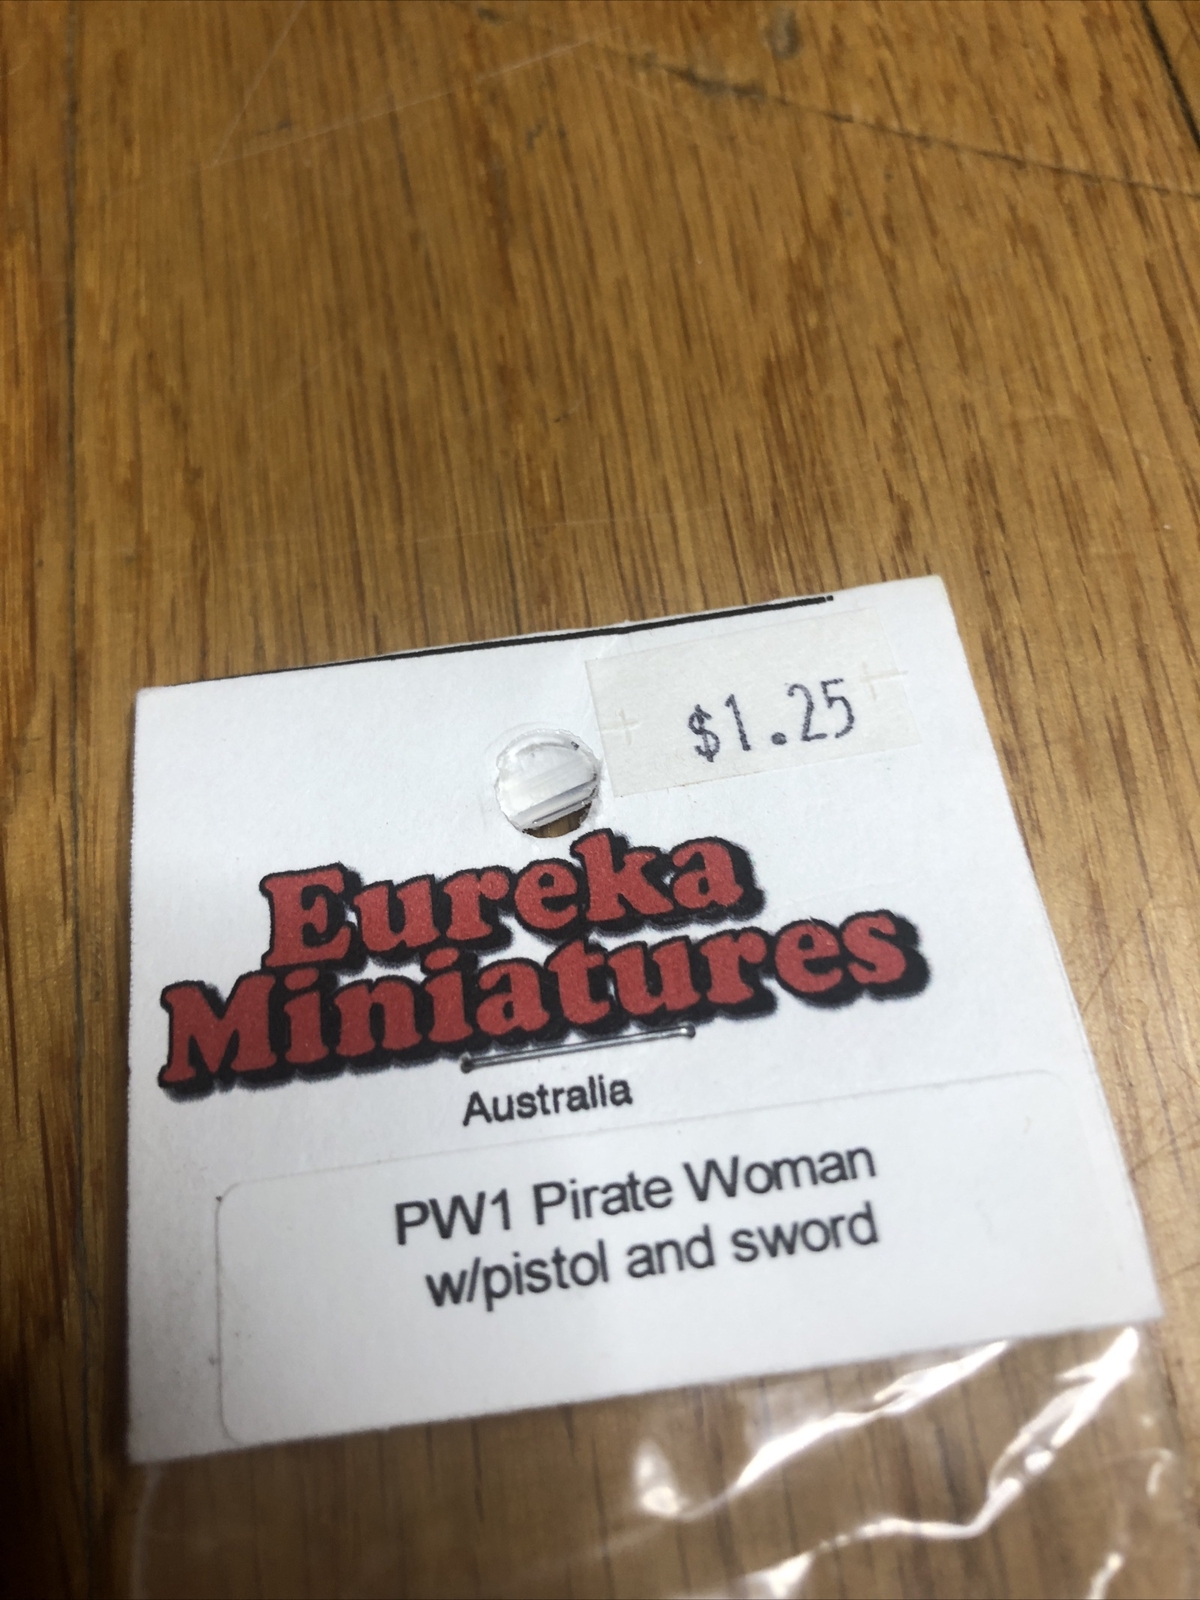 $1.25
Eureka
Miniatures
Australia
PW1 Pirate Woman
w/pistol and sword